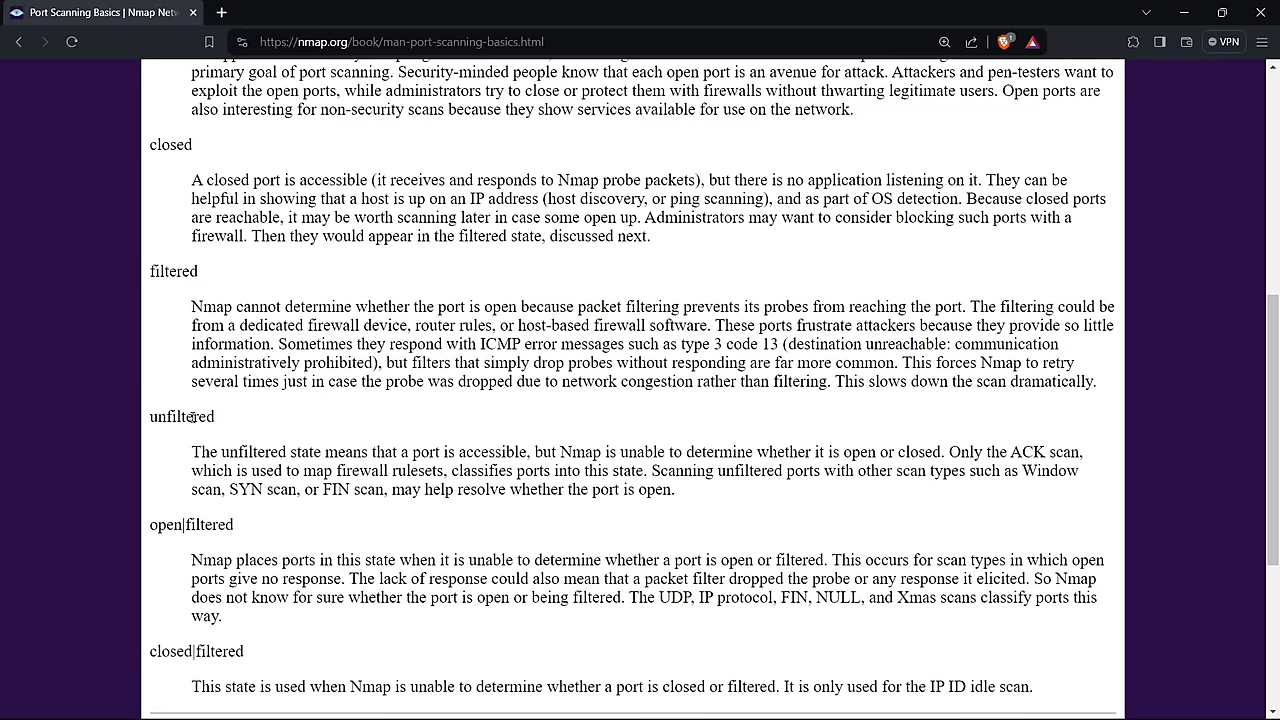 Port Scanning Basics | Nmap Net
https://nmap.org/book/man-port-scanning-basics.html
1
VPN
primary goal of port scanning. Security-minded people know that each open port is an avenue for attack. Attackers and pen-testers want to
exploit the open ports, while administrators try to close or protect them with firewalls without thwarting legitimate users. Open ports are
also interesting for non-security scans because they show services available for use on the network.
closed
A closed port is accessible (it receives and responds to Nmap probe packets), but there is no application listening on it. They can be
helpful in showing that a host is up on an IP address (host discovery, or ping scanning), and as part of OS detection. Because closed ports
are reachable, it may be worth scanning later in case some open up. Administrators may want to consider blocking such ports with a
firewall. Then they would appear in the filtered state, discussed next.
filtered
Nmap cannot determine whether the port is open because packet filtering prevents its probes from reaching the port. The filtering could be
from a dedicated firewall device, router rules, or host-based firewall software. These ports frustrate attackers because they provide so little
information. Sometimes they respond with ICMP error messages such as type 3 code 13 (destination unreachable: communication
administratively prohibited), but filters that simply drop probes without responding are far more common. This forces Nmap to retry
several times just in case the probe was dropped due to network congestion rather than filtering. This slows down the scan dramatically.
unfiltered
The unfiltered state means that a port is accessible, but Nmap is unable to determine whether it is open or closed. Only the ACK scan,
which is used to map firewall rulesets, classifies ports into this state. Scanning unfiltered ports with other scan types such as Window
scan, SYN scan, or FIN scan, may help resolve whether the port is open.
open|filtered
Nmap places ports in this state when it is unable to determine whether a port is open or filtered. This occurs for scan types in which open
ports give no response. The lack of response could also mean that a packet filter dropped the probe or any response it elicited. So Nmap
does not know for sure whether the port is open or being filtered. The UDP, IP protocol, FIN, NULL, and Xmas scans classify ports this
way.
closed|filtered
This state is used when Nmap is unable to determine whether a port is closed or filtered. It is only used for the IP ID idle scan.